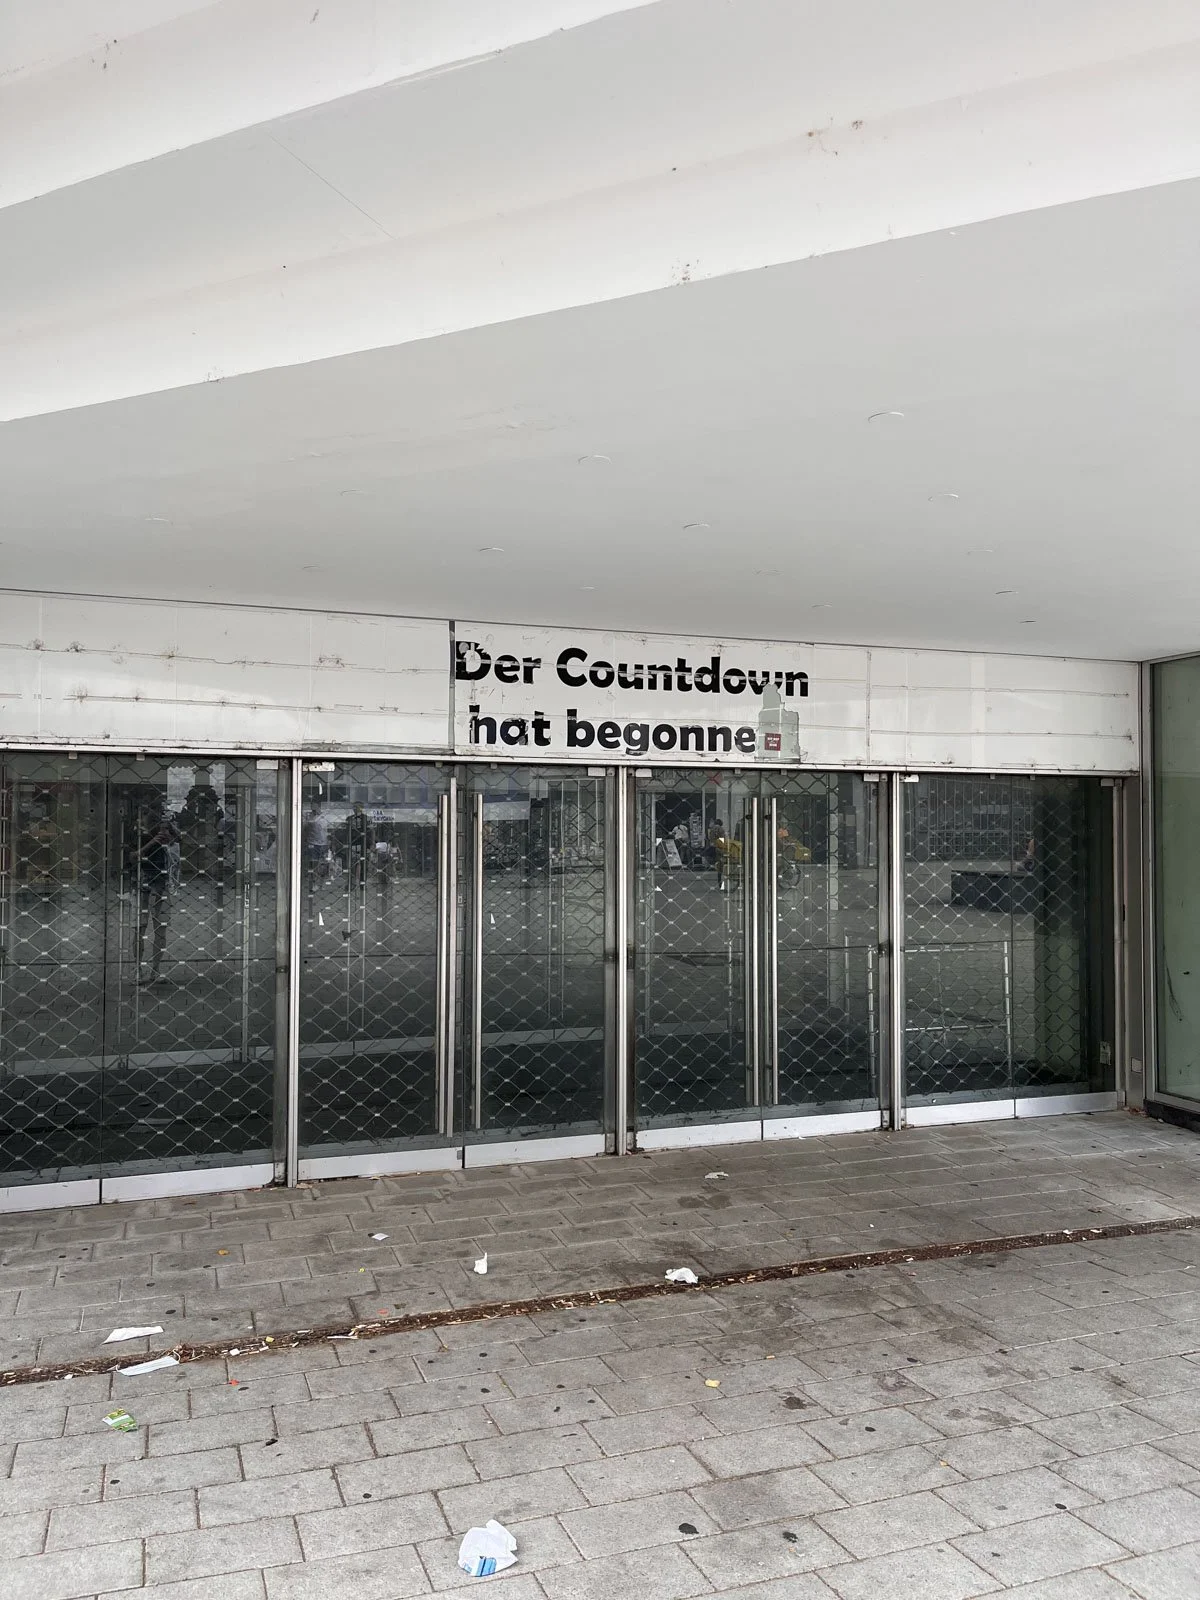 Der Countdown
hat begonne